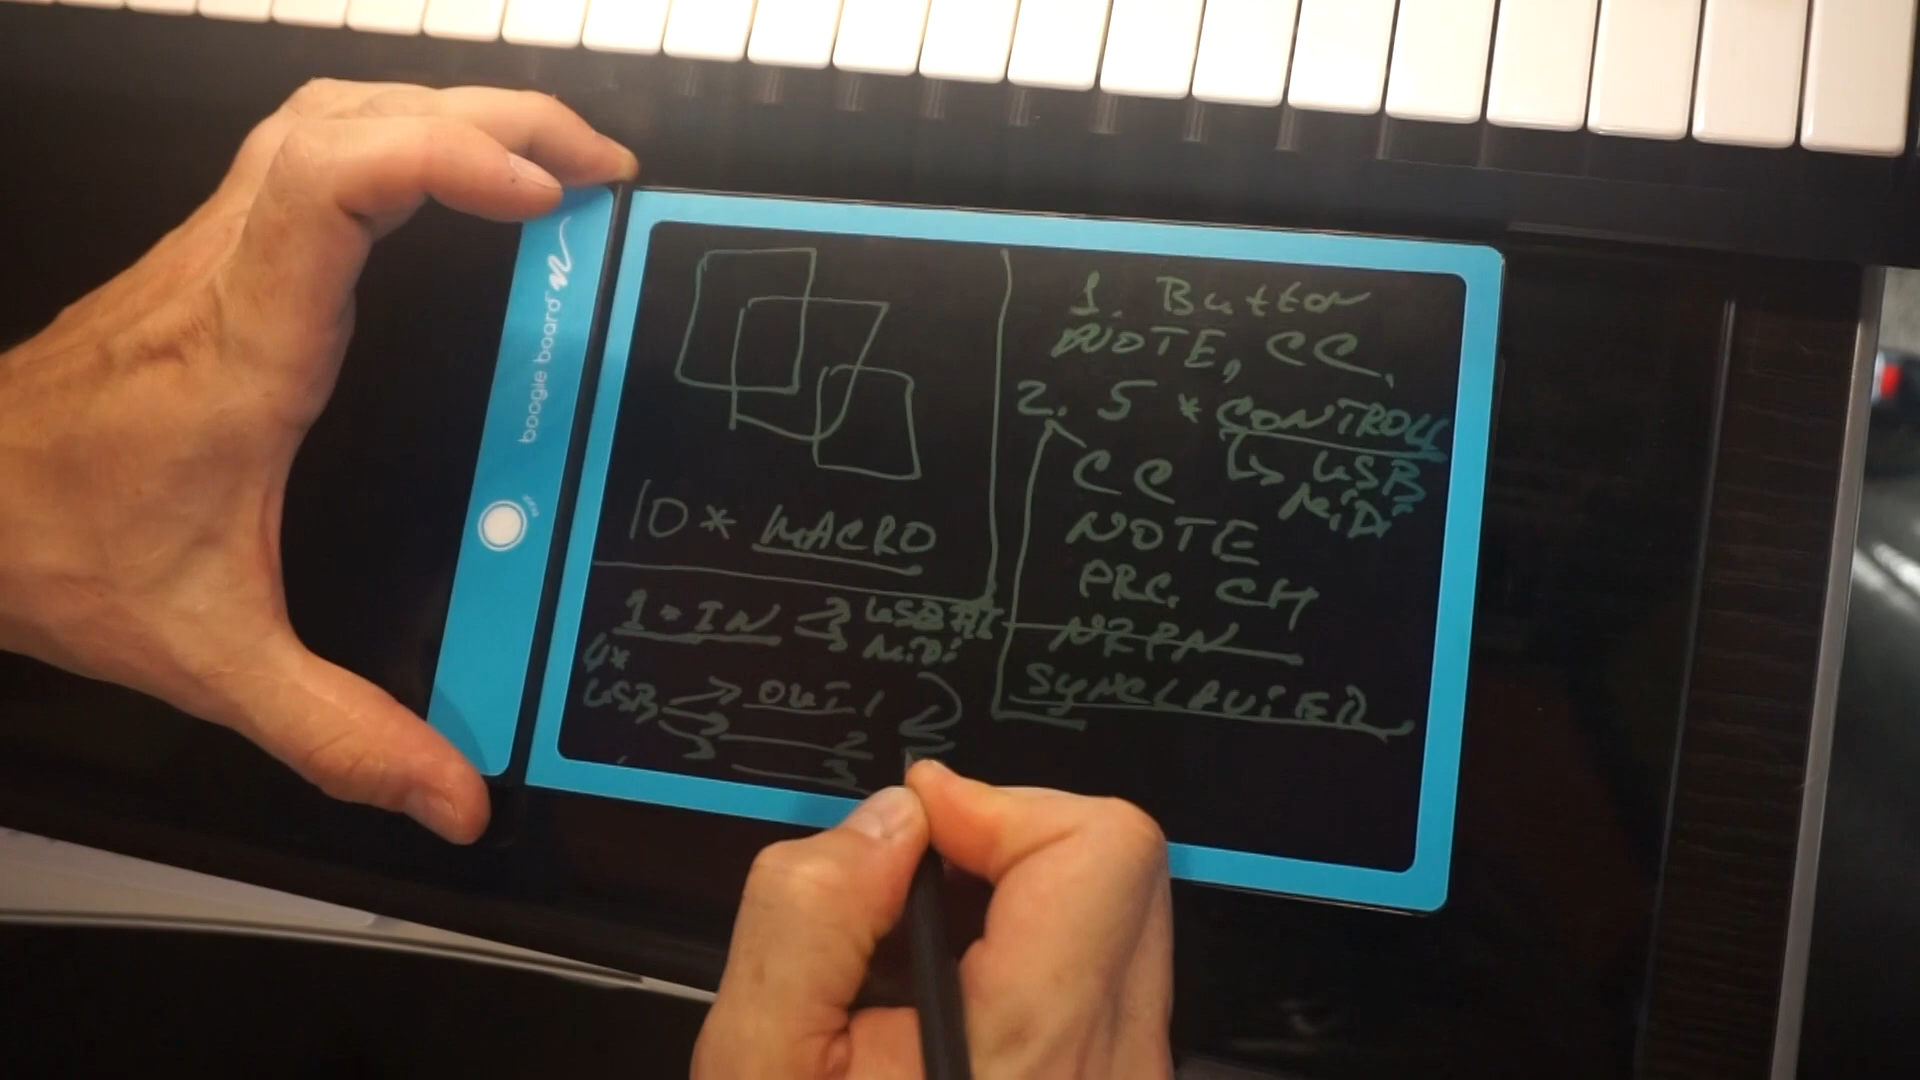 boogie board
10 * MACRO
1 * IN → USB
MiDi
4*
USB → OUT 1
2
3
1. Button
NOTE, CC,
2. 5 * CONTROLL
↳ USB
MiDi
CC
NOTE
PRG. CH
NRPN
SYNCLAVIER